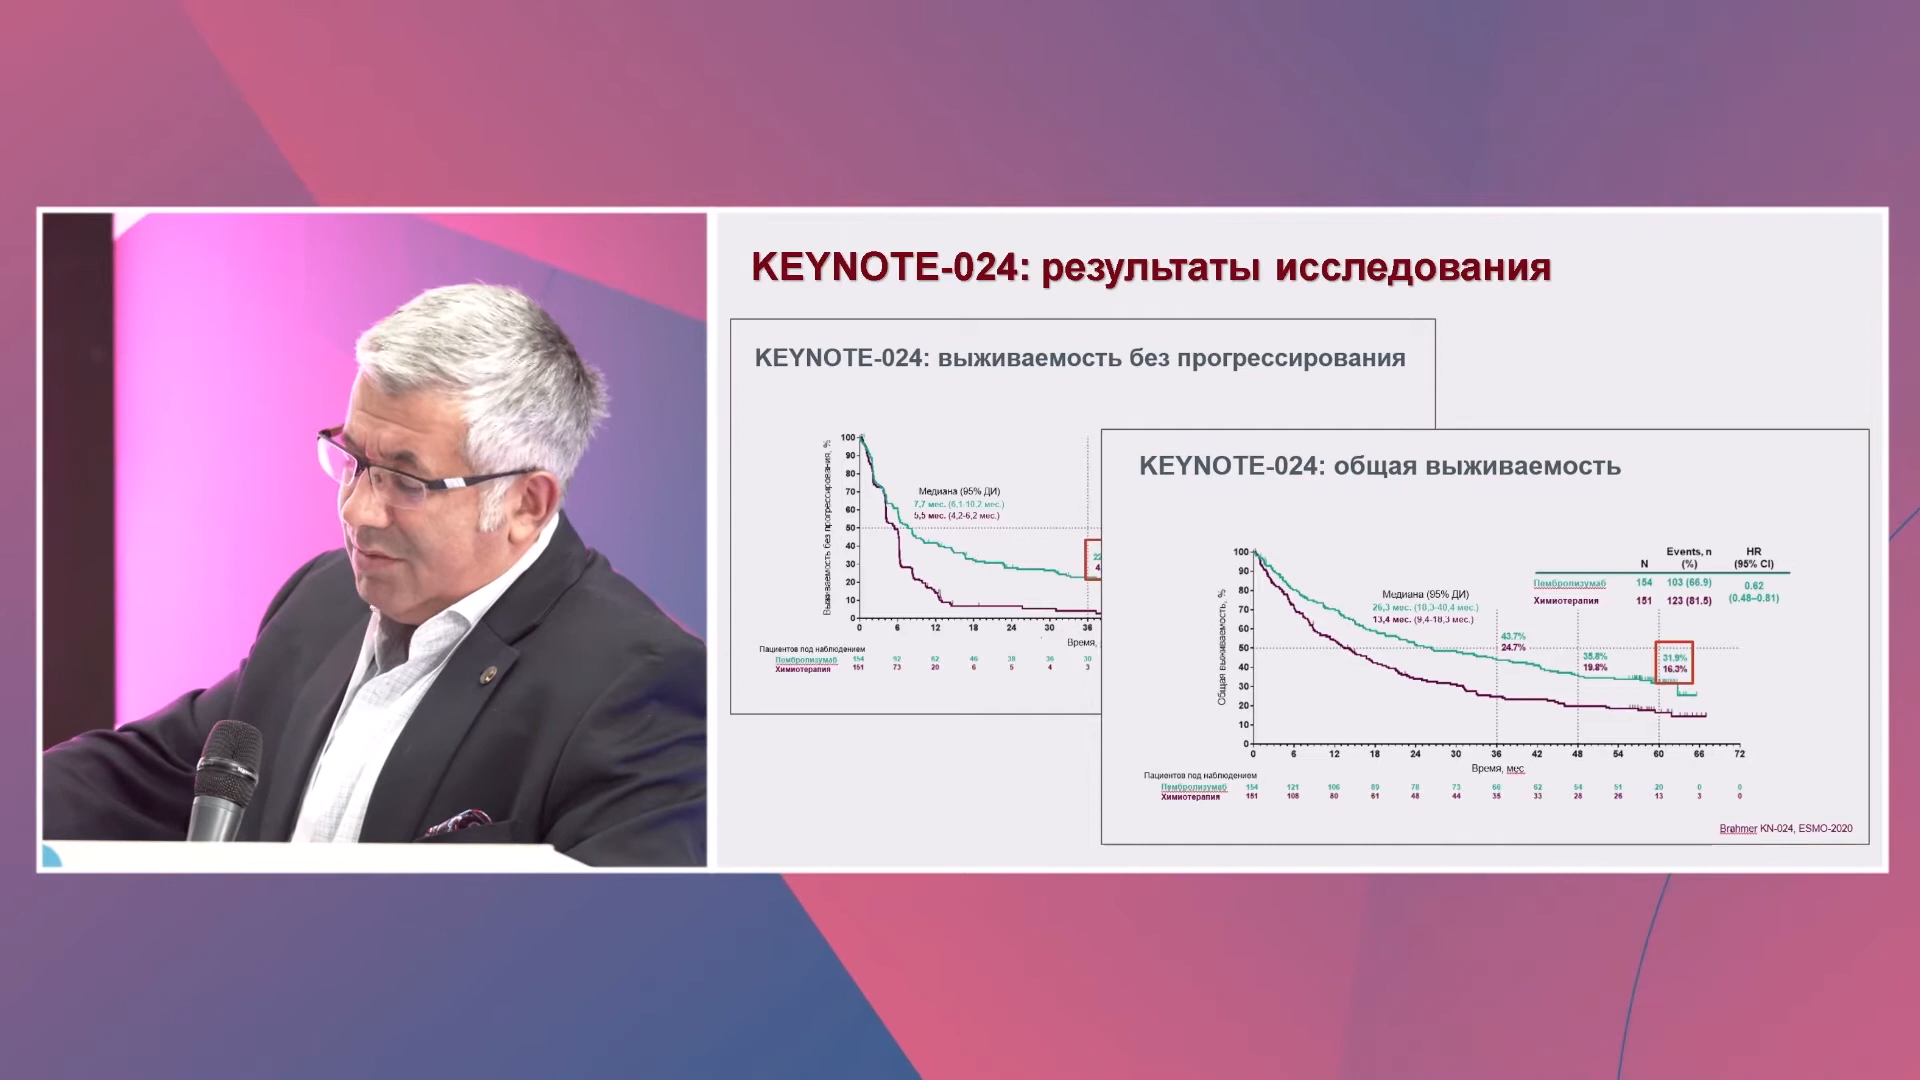 KEYNOTE-024: результаты исследования
KEYNOTE-024: выживаемость без прогрессирования
Выживаемость без прогрессирования, %
100
90
80
70
60
50
40
30
20
10
0
Медиана (95% ДИ)
7,7 мес. (6,1-10,2 мес.)
5,5 мес. (4,2-6,2 мес.)
22
4
0 6 12 18 24 30 36
Время,
Пациентов под наблюдением
Пембролизумаб 154 92 62 46 38 36 30
Химиотерапия 151 73 20 6 5 4 3
KEYNOTE-024: общая выживаемость
Общая выживаемость, %
100
90
80
70
60
50
40
30
20
10
0
N Events, n (%) HR (95% CI)
Пембролизумаб 154 103 (66.9) 0.62
Химиотерапия 151 123 (81.5) (0.48–0.81)
Медиана (95% ДИ)
26,3 мес. (18,3-40,4 мес.)
13,4 мес. (9,4-18,3 мес.)
43.7%
24.7%
35.8%
19.8%
31.9%
16.3%
0 6 12 18 24 30 36 42 48 54 60 66 72
Время, мес
Пациентов под наблюдением
Пембролизумаб 154 121 106 89 78 73 66 62 54 51 20 0 0
Химиотерапия 151 108 80 61 48 44 35 33 28 26 13 3 0
Brahmer KN-024, ESMO-2020